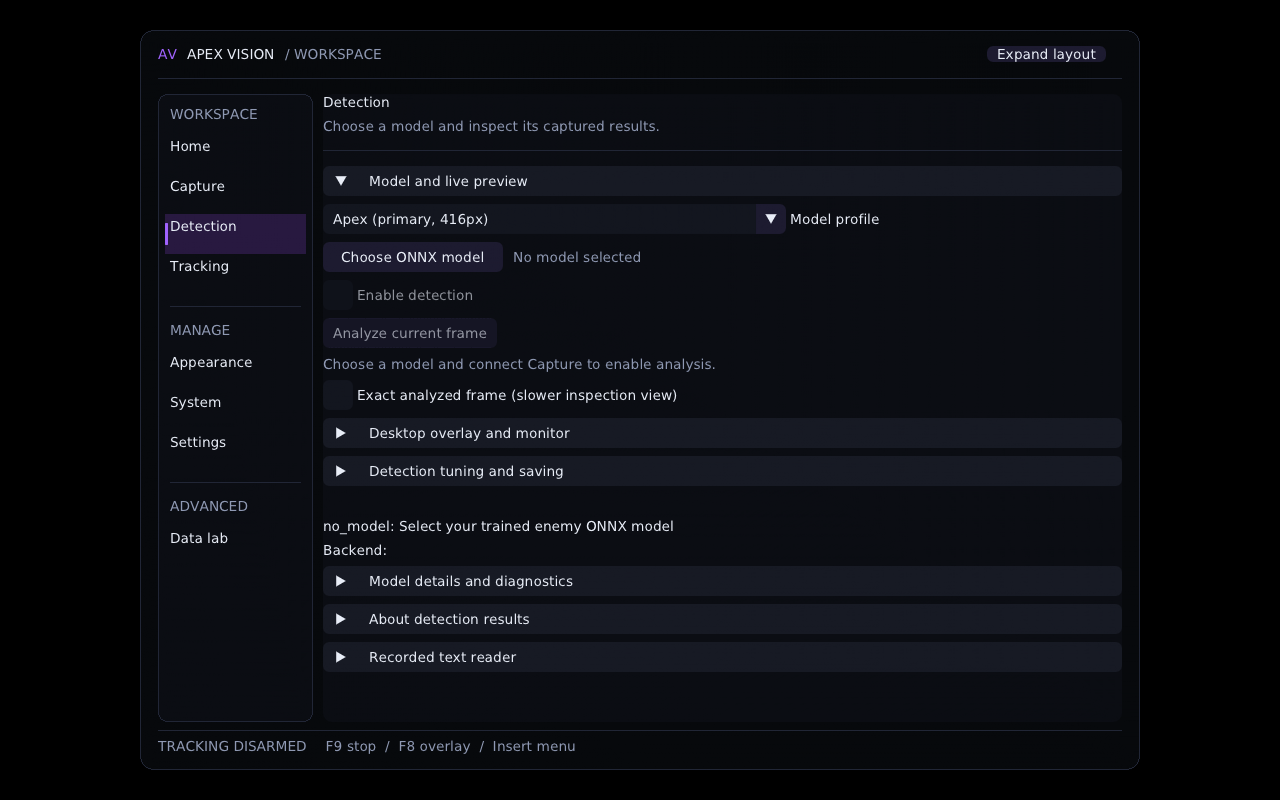 AV APEX VISION / WORKSPACE
Expand layout
WORKSPACE
Home
Capture
Detection
Tracking
MANAGE
Appearance
System
Settings
ADVANCED
Data lab
Detection
Choose a model and inspect its captured results.
Model and live preview
Apex (primary, 416px) Model profile
Choose ONNX model No model selected
Enable detection
Analyze current frame
Choose a model and connect Capture to enable analysis.
Exact analyzed frame (slower inspection view)
Desktop overlay and monitor
Detection tuning and saving
no_model: Select your trained enemy ONNX model
Backend:
Model details and diagnostics
About detection results
Recorded text reader
TRACKING DISARMED F9 stop / F8 overlay / Insert menu